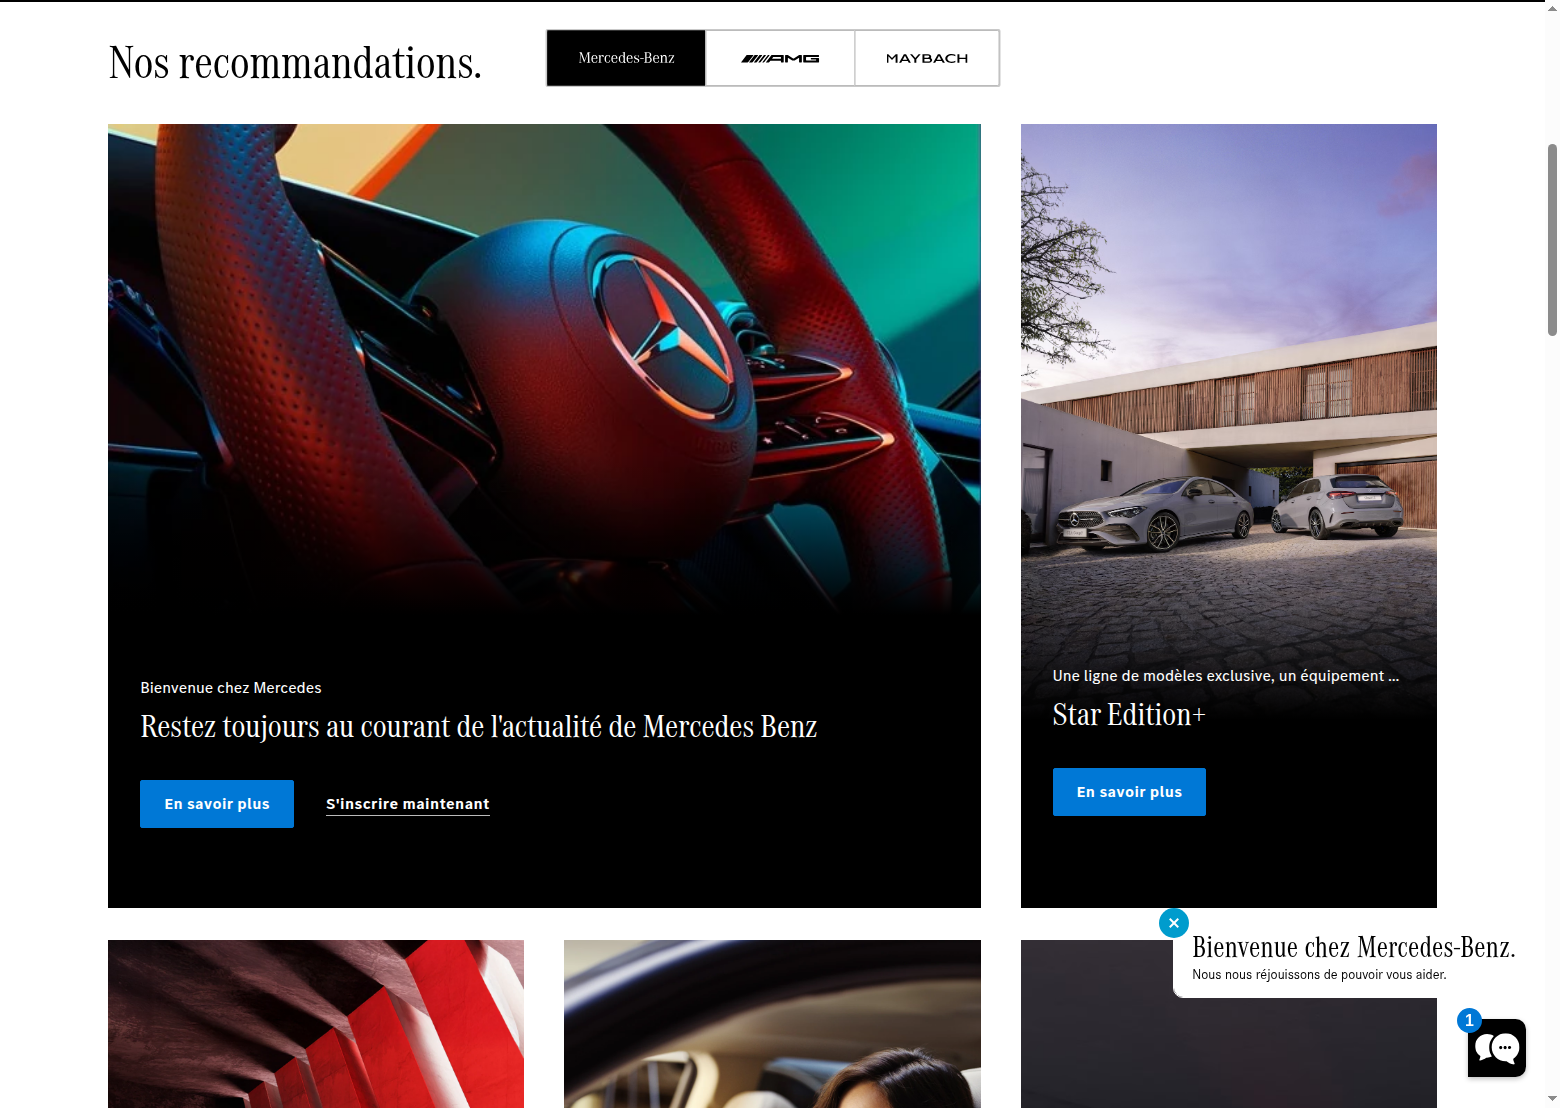 Nos recommandations.
Mercedes-Benz
AMG
MAYBACH
Bienvenue chez Mercedes
Restez toujours au courant de l'actualité de Mercedes Benz
En savoir plus
S'inscrire maintenant
Une ligne de modèles exclusive, un équipement ...
Star Edition+
En savoir plus
Bienvenue chez Mercedes-Benz.
Nous nous réjouissons de pouvoir vous aider.
1